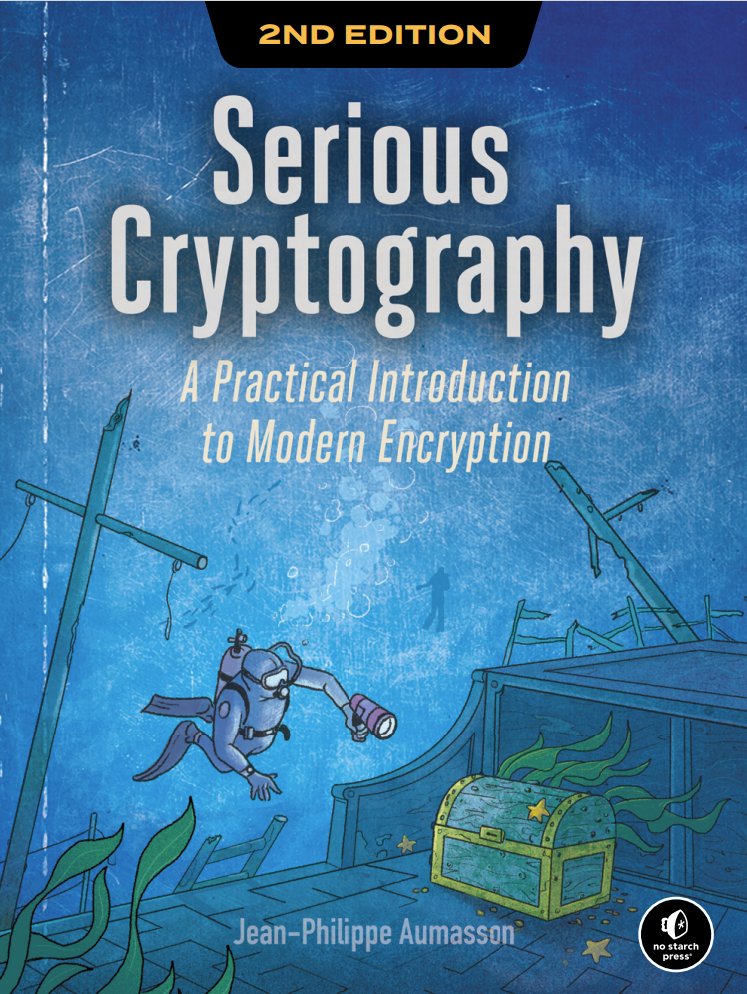 2ND EDITION
Serious
Cryptography
A Practical Introduction
to Modern Encryption
Jean-Philippe Aumasson
no starch
press®